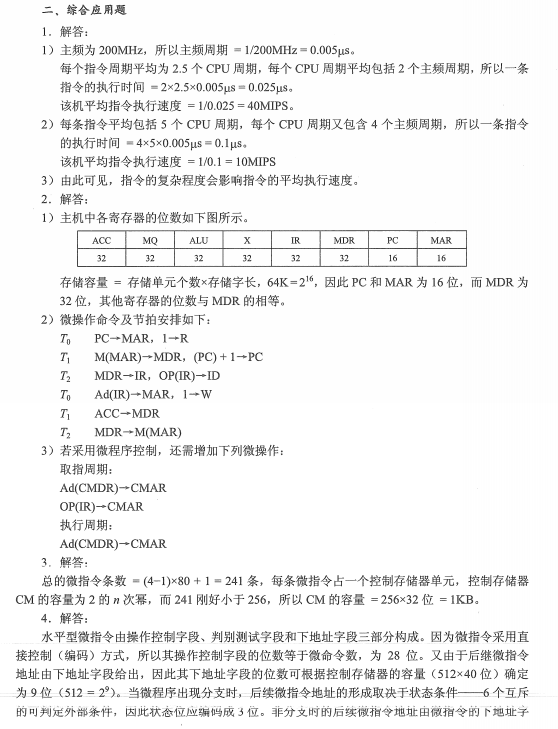 二、综合应用题
1．解答：
1）主频为 200MHz，所以主频周期 = 1/200MHz = 0.005μs。
每个指令周期平均为 2.5 个 CPU 周期，每个 CPU 周期平均包括 2 个主频周期，所以一条
指令的执行时间 = 2×2.5×0.005μs = 0.025μs。
该机平均指令执行速度 = 1/0.025 = 40MIPS。
2）每条指令平均包括 5 个 CPU 周期，每个 CPU 周期又包含 4 个主频周期，所以一条指令
的执行时间 = 4×5×0.005μs = 0.1μs。
该机平均指令执行速度 = 1/0.1 = 10MIPS
3）由此可见，指令的复杂程度会影响指令的平均执行速度。
2．解答：
1）主机中各寄存器的位数如下图所示。
ACC MQ ALU X IR MDR PC MAR
32 32 32 32 32 32 16 16
存储容量 = 存储单元个数×存储字长，64K = 2¹⁶，因此 PC 和 MAR 为 16 位，而 MDR 为
32 位，其他寄存器的位数与 MDR 的相等。
2）微操作命令及节拍安排如下：
T₀ PC→MAR，1→R
T₁ M(MAR)→MDR，(PC) + 1→PC
T₂ MDR→IR，OP(IR)→ID
T₀ Ad(IR)→MAR，1→W
T₁ ACC→MDR
T₂ MDR→M(MAR)
3）若采用微程序控制，还需增加下列微操作：
取指周期：
Ad(CMDR)→CMAR
OP(IR)→CMAR
执行周期：
Ad(CMDR)→CMAR
3．解答：
总的微指令条数 = (4−1)×80 + 1 = 241 条，每条微指令占一个控制存储器单元，控制存储器
CM 的容量为 2 的 n 次幂，而 241 刚好小于 256，所以 CM 的容量 = 256×32 位 = 1KB。
4．解答：
水平型微指令由操作控制字段、判别测试字段和下地址字段三部分构成。因为微指令采用直
接控制（编码）方式，所以其操作控制字段的位数等于微命令数，为 28 位。又由于后继微指令
地址由下地址字段给出，因此其下地址字段的位数可根据控制存储器的容量（512×40 位）确定
为 9 位（512 = 2⁹）。当微程序出现分支时，后续微指令地址的形成取决于状态条件——6 个互斥
的可判定外部条件，因此状态位应编码成 3 位。非分支时的后续微指令地址由微指令的下地址字